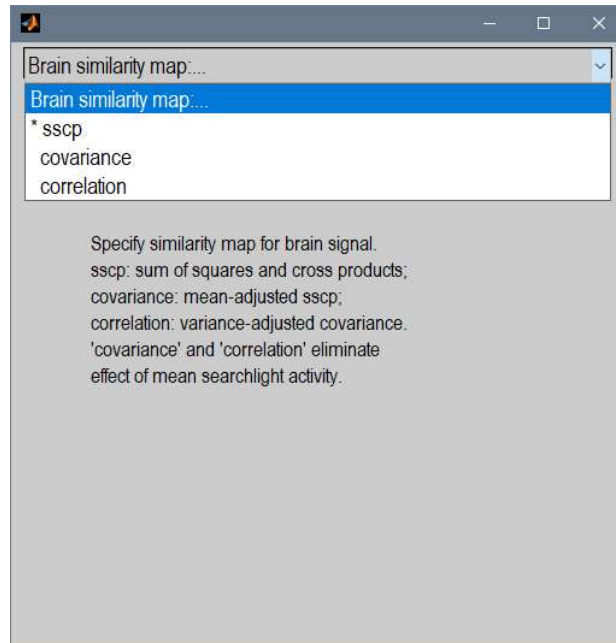 Brain similarity map:...
Brain similarity map:...
* sscp
covariance
correlation
Specify similarity map for brain signal.
sscp: sum of squares and cross products;
covariance: mean-adjusted sscp;
correlation: variance-adjusted covariance.
'covariance' and 'correlation' eliminate
effect of mean searchlight activity.